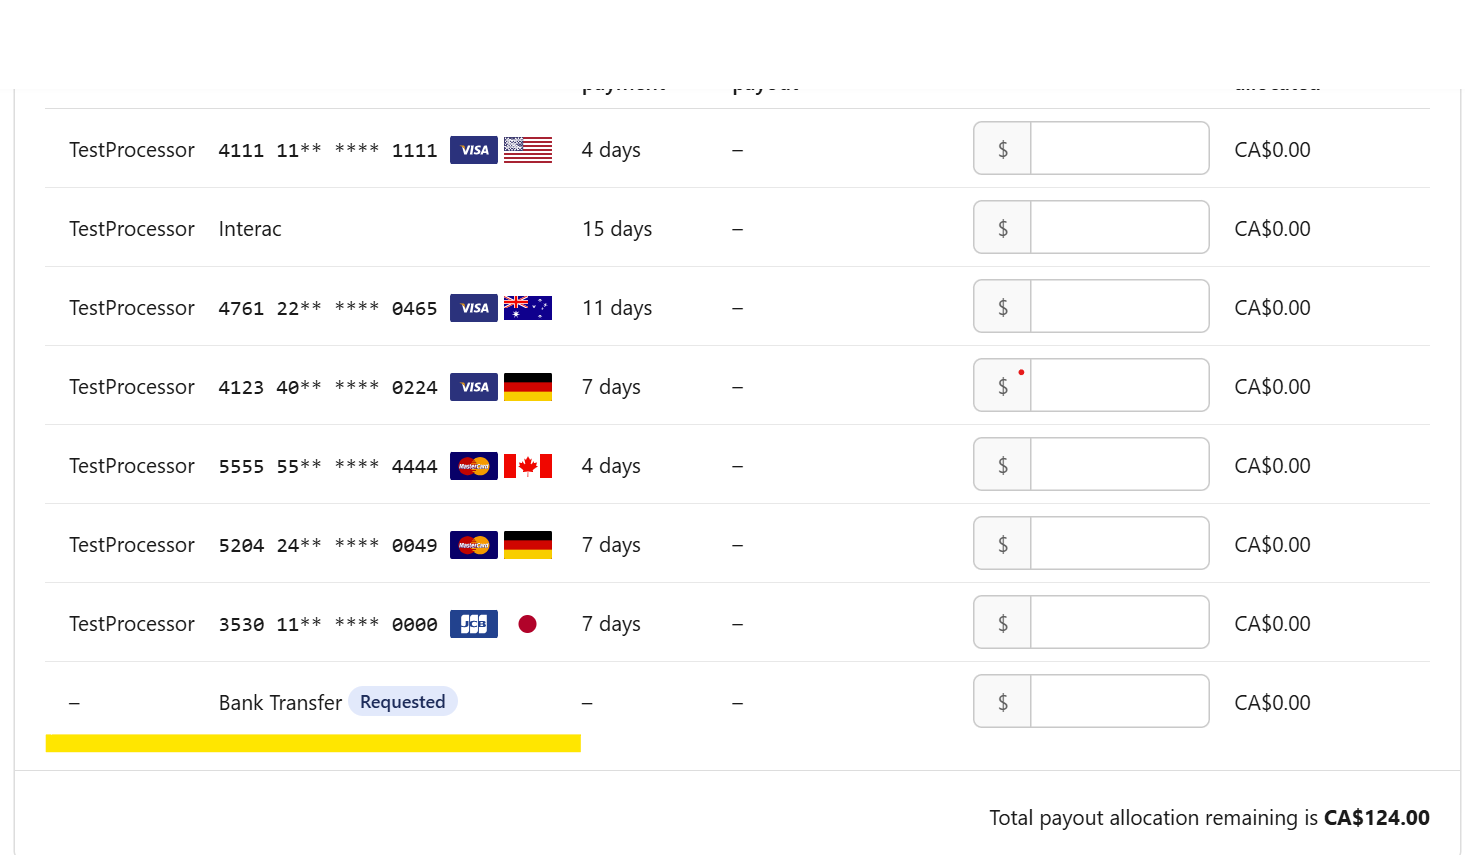 payment payout allocated
TestProcessor 4111 11** **** 1111 VISA 4 days – $ CA$0.00
TestProcessor Interac 15 days – $ CA$0.00
TestProcessor 4761 22** **** 0465 VISA 11 days – $ CA$0.00
TestProcessor 4123 40** **** 0224 VISA 7 days – $ CA$0.00
TestProcessor 5555 55** **** 4444 MasterCard 4 days – $ CA$0.00
TestProcessor 5204 24** **** 0049 MasterCard 7 days – $ CA$0.00
TestProcessor 3530 11** **** 0000 JCB 7 days – $ CA$0.00
– Bank Transfer Requested – – $ CA$0.00
Total payout allocation remaining is CA$124.00